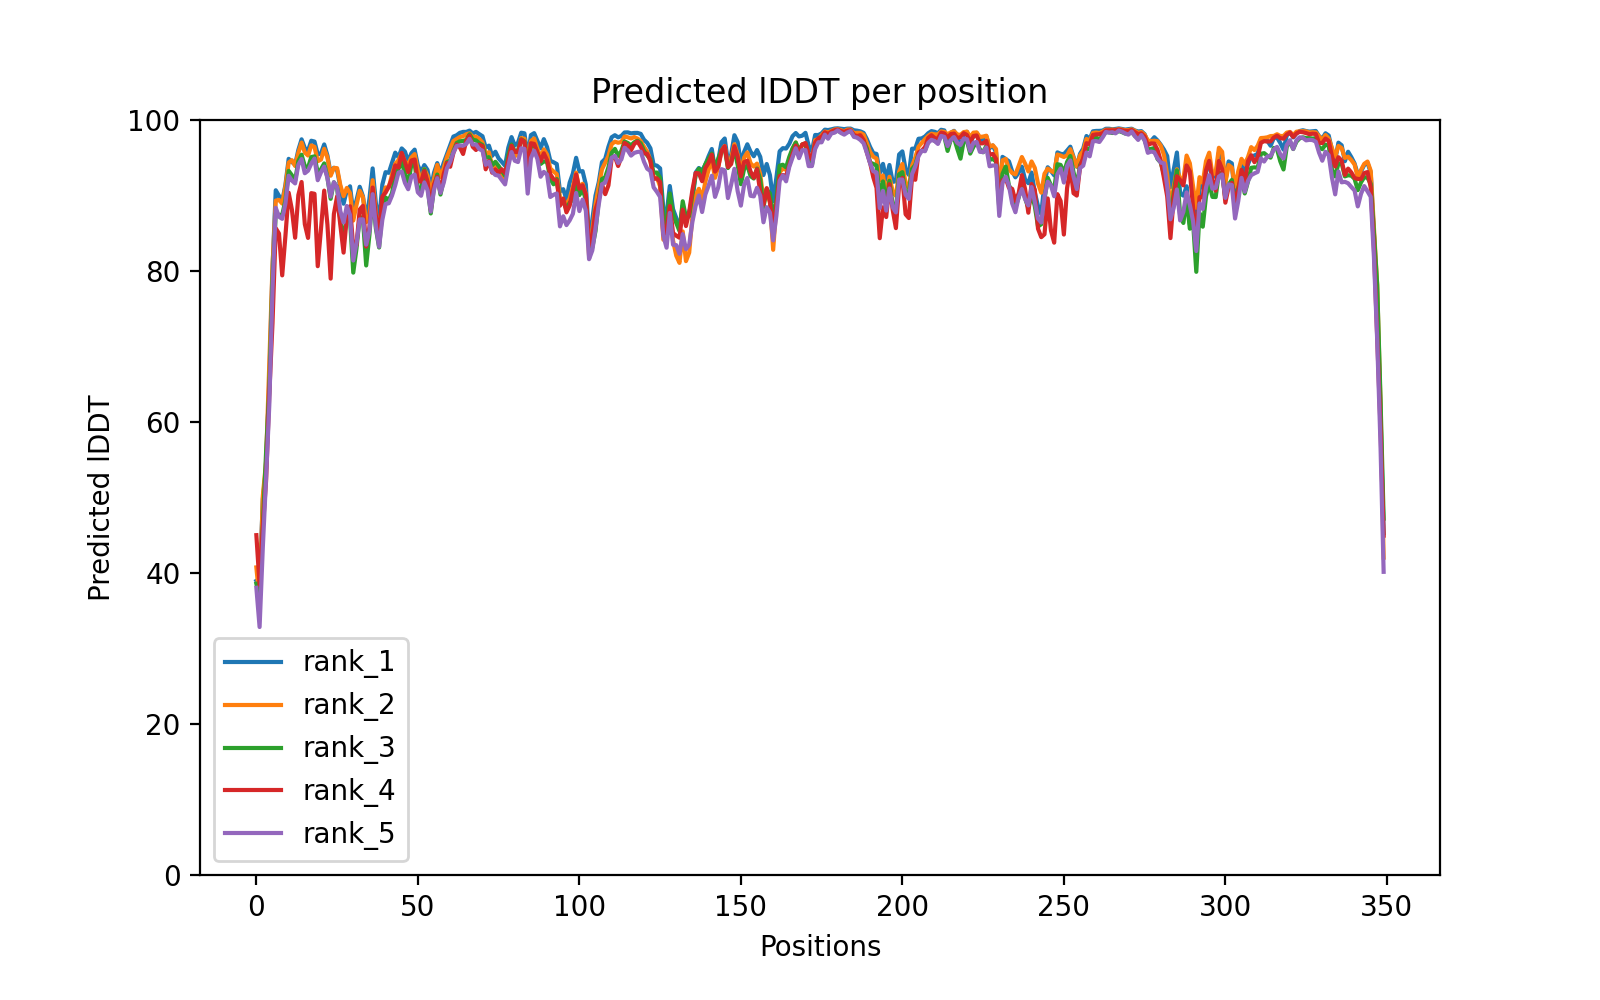 Predicted lDDT per position
100
80
60
40
20
0
Predicted lDDT
rank_1
rank_2
rank_3
rank_4
rank_5
0 50 100 150 200 250 300 350
Positions